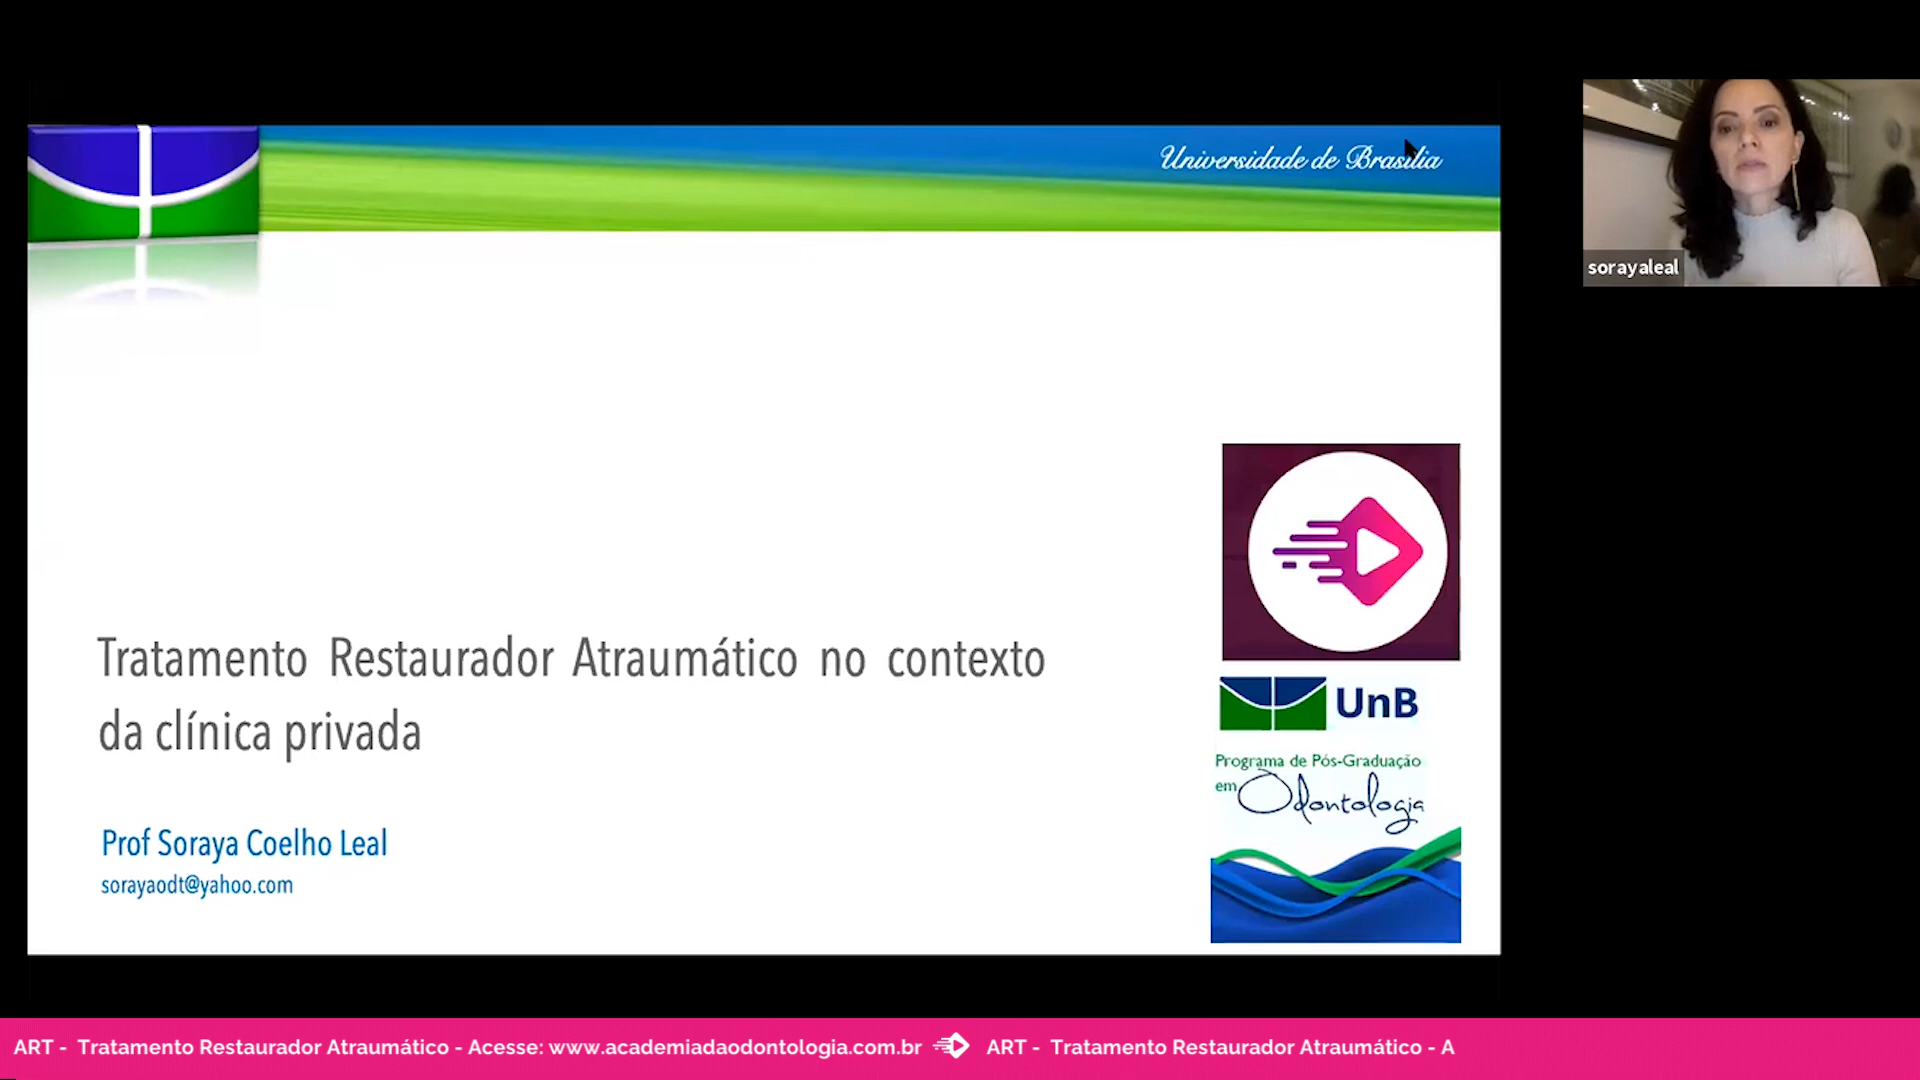 Universidade de Brasília
sorayaleal
Tratamento Restaurador Atraumático no contexto
da clínica privada
Prof Soraya Coelho Leal
sorayaodt@yahoo.com
UnB
Programa de Pós-Graduação
em Odontologia
ART - Tratamento Restaurador Atraumático - Acesse: www.academiadaodontologia.com.br ART - Tratamento Restaurador Atraumático - A